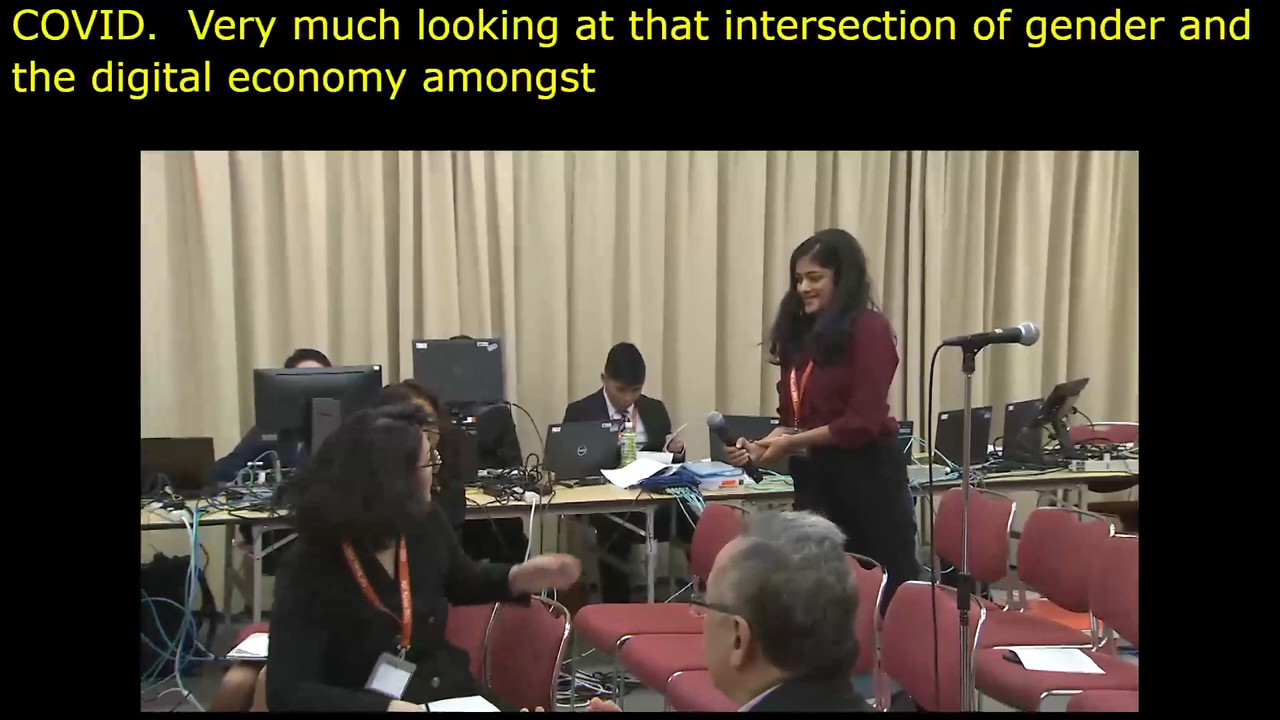 COVID.  Very much looking at that intersection of gender and
the digital economy amongst